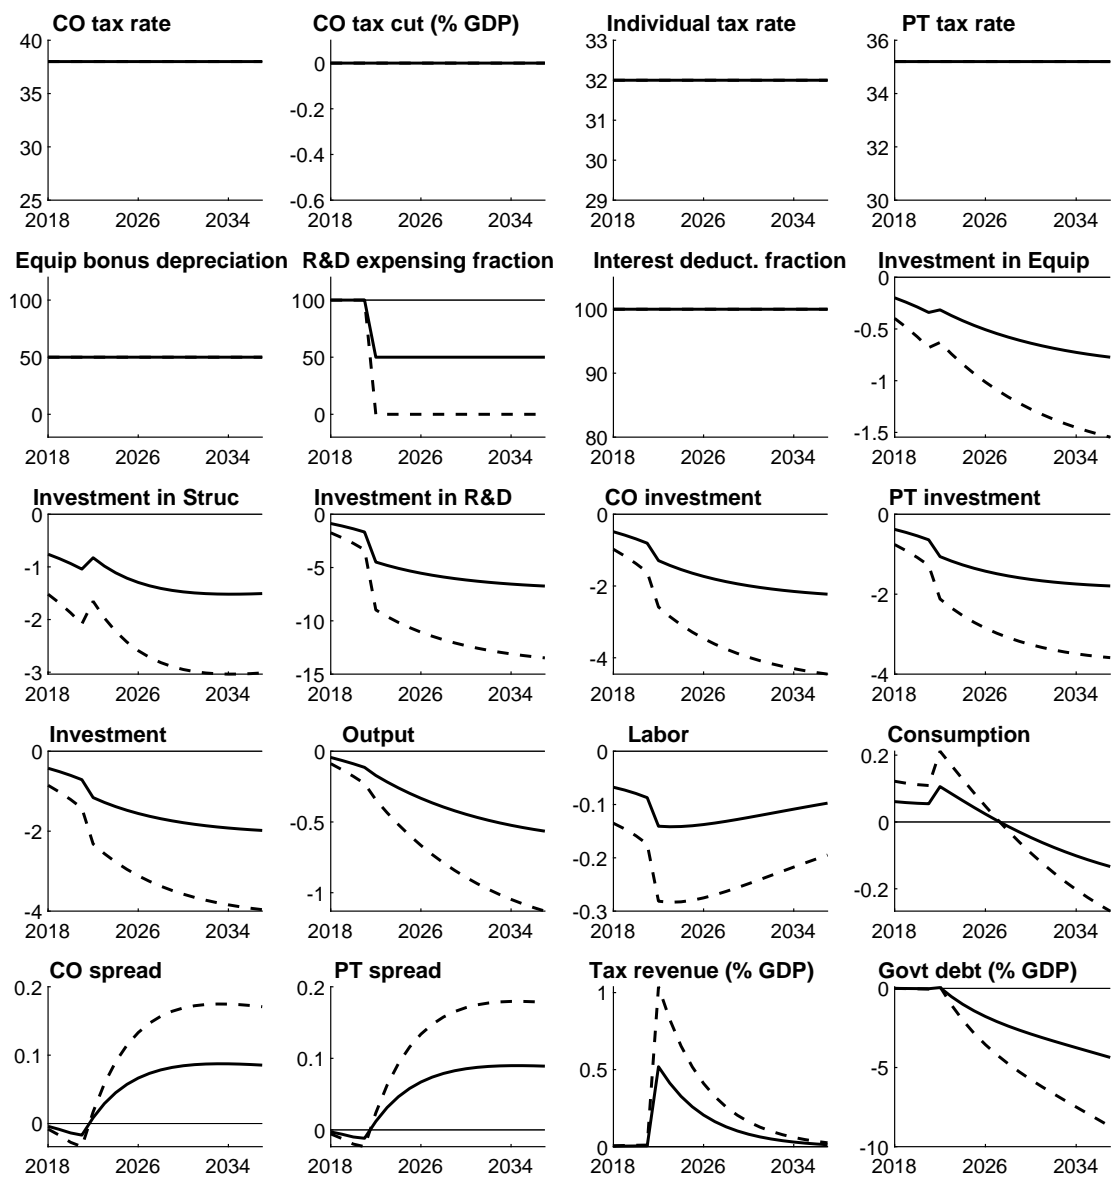 CO tax rate CO tax cut (% GDP) Individual tax rate PT tax rate
40 0 33 36
35 -0.2 32 34
30 -0.4 31 32
30
25 -0.6 29 30
2018 2026 2034 2018 2026 2034 2018 2026 2034 2018 2026 2034
Equip bonus depreciation R&D expensing fraction Interest deduct. fraction Investment in Equip
100 100 100 0
50 50 90 -0.5
-1
0 0 80 -1.5
2018 2026 2034 2018 2026 2034 2018 2026 2034 2018 2026 2034
Investment in Struc Investment in R&D CO investment PT investment
0 0 0 0
-1 -5 -2 -2
-2 -10 -4
-3 -15 -4
2018 2026 2034 2018 2026 2034 2018 2026 2034 2018 2026 2034
Investment Output Labor Consumption
0 0 0 0.2
-2 -0.5 -0.1 0
-0.2
-4 -1 -0.3 -0.2
2018 2026 2034 2018 2026 2034 2018 2026 2034 2018 2026 2034
CO spread PT spread Tax revenue (% GDP) Govt debt (% GDP)
0.2 0.2 1 0
0.1 0.1 0.5 -5
0 0 0 -10
2018 2026 2034 2018 2026 2034 2018 2026 2034 2018 2026 2034